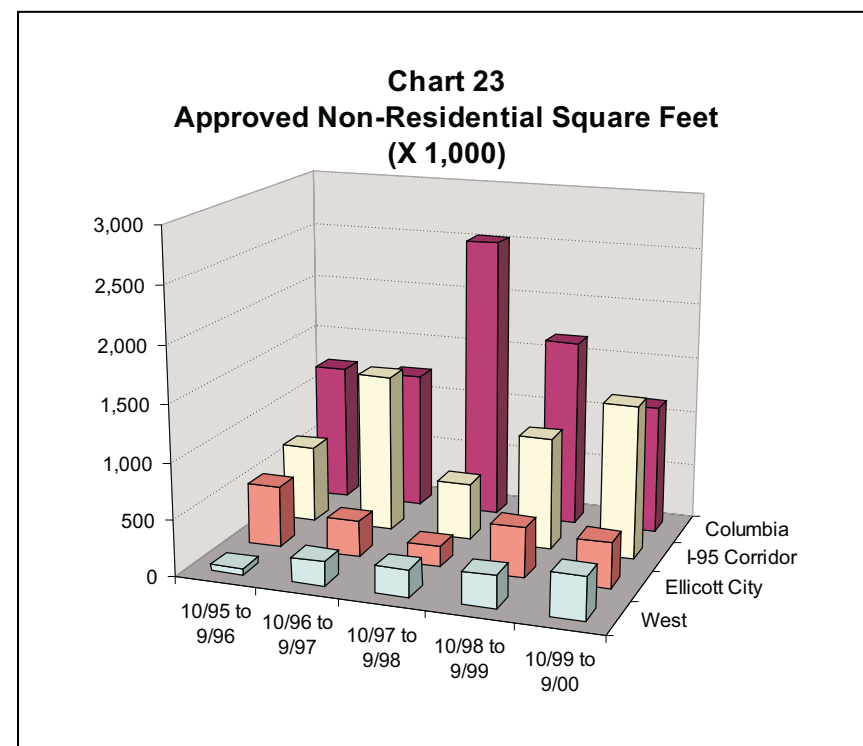 Chart 23
Approved Non-Residential Square Feet
(X 1,000)
3,000
2,500
2,000
1,500
1,000
500
0
10/95 to
9/96
10/96 to
9/97
10/97 to
9/98
10/98 to
9/99
10/99 to
9/00
Columbia
I-95 Corridor
Ellicott City
West